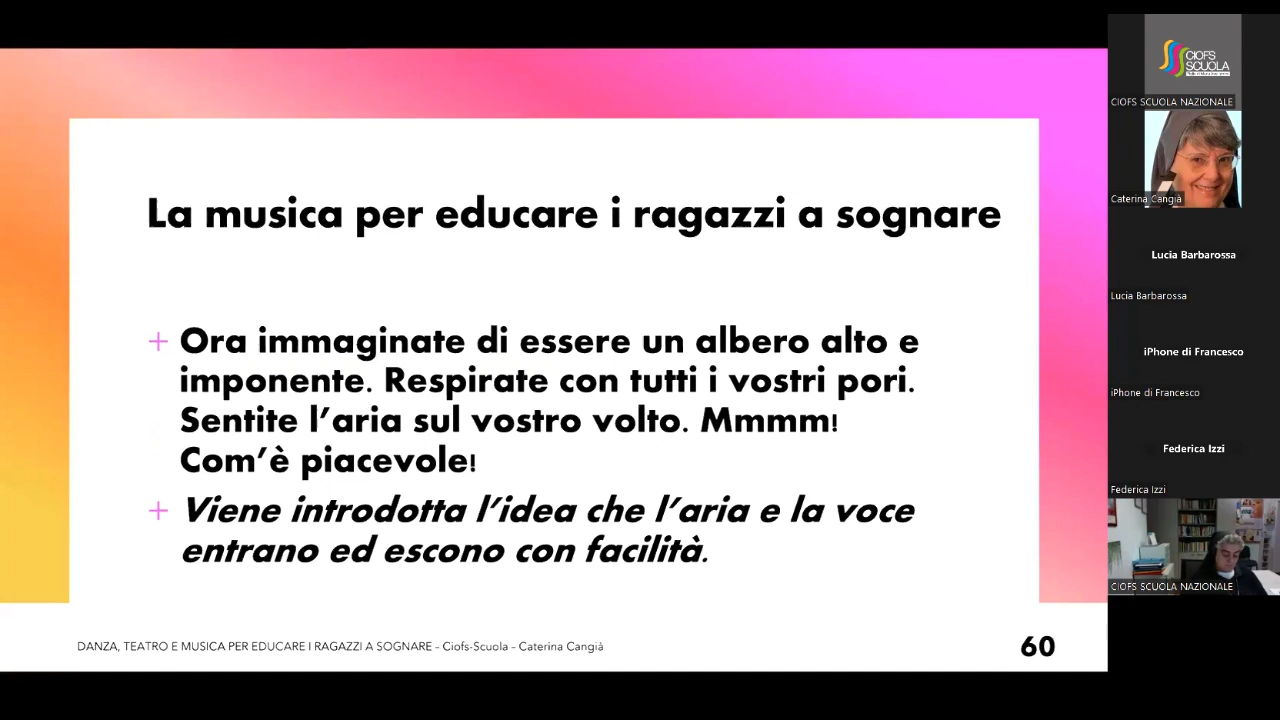 La musica per educare i ragazzi a sognare
+ Ora immaginate di essere un albero alto e
imponente. Respirate con tutti i vostri pori.
Sentite l’aria sul vostro volto. Mmmm!
Com’è piacevole!
+ Viene introdotta l’idea che l’aria e la voce
entrano ed escono con facilità.
DANZA, TEATRO E MUSICA PER EDUCARE I RAGAZZI A SOGNARE – Ciofs-Scuola – Caterina Cangià
60
CIOFS
SCUOLA
CIOFS SCUOLA NAZIONALE
Caterina Cangià
Lucia Barbarossa
Lucia Barbarossa
iPhone di Francesco
iPhone di Francesco
Federica Izzi
Federica Izzi
CIOFS SCUOLA NAZIONALE